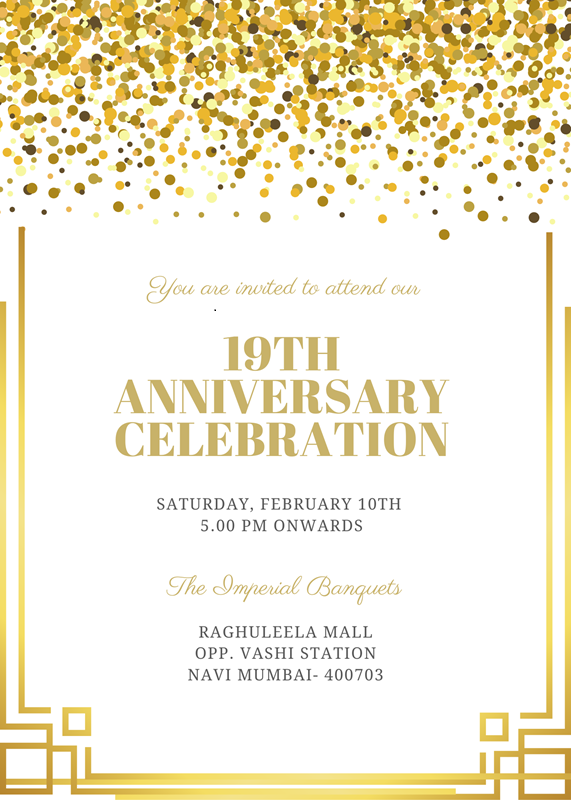 You are invited to attend our
19TH
ANNIVERSARY
CELEBRATION
SATURDAY, FEBRUARY 10TH
5.00 PM ONWARDS
The Imperial Banquets
RAGHULEELA MALL
OPP. VASHI STATION
NAVI MUMBAI- 400703